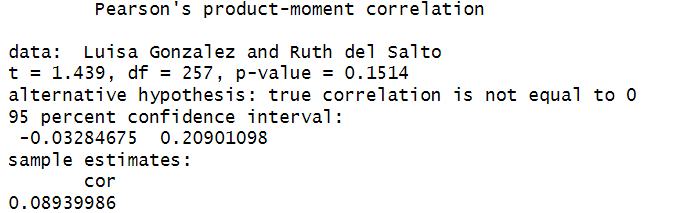 Pearson's product-moment correlation
data:  Luisa Gonzalez and Ruth del Salto
t = 1.439, df = 257, p-value = 0.1514
alternative hypothesis: true correlation is not equal to 0
95 percent confidence interval:
 -0.03284675  0.20901098
sample estimates:
       cor
0.08939986